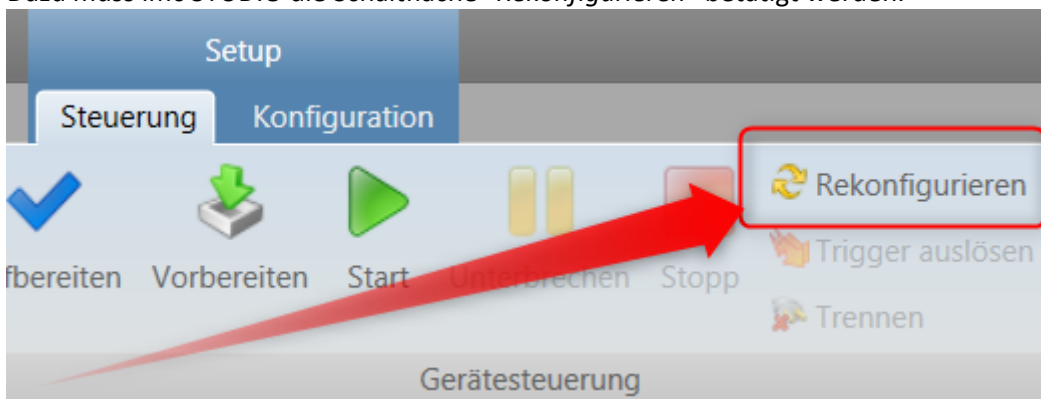 Setup
Steuerung Konfiguration
Rekonfigurieren
fbereiten Vorbereiten Start Unterbrechen Stopp
Trigger auslösen
Trennen
Gerätesteuerung